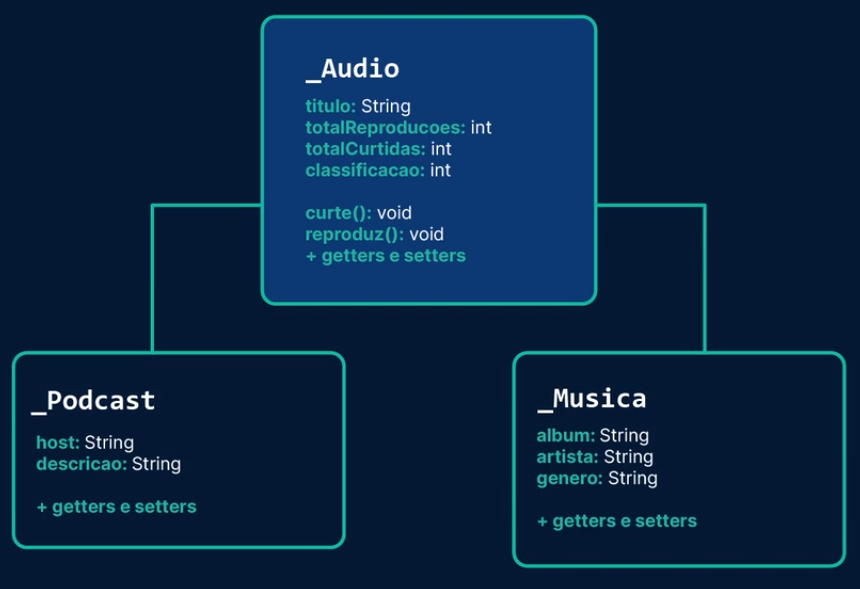 _Audio
titulo: String
totalReproducoes: int
totalCurtidas: int
classificacao: int
curte(): void
reproduz(): void
+ getters e setters
_Podcast
host: String
descricao: String
+ getters e setters
_Musica
album: String
artista: String
genero: String
+ getters e setters